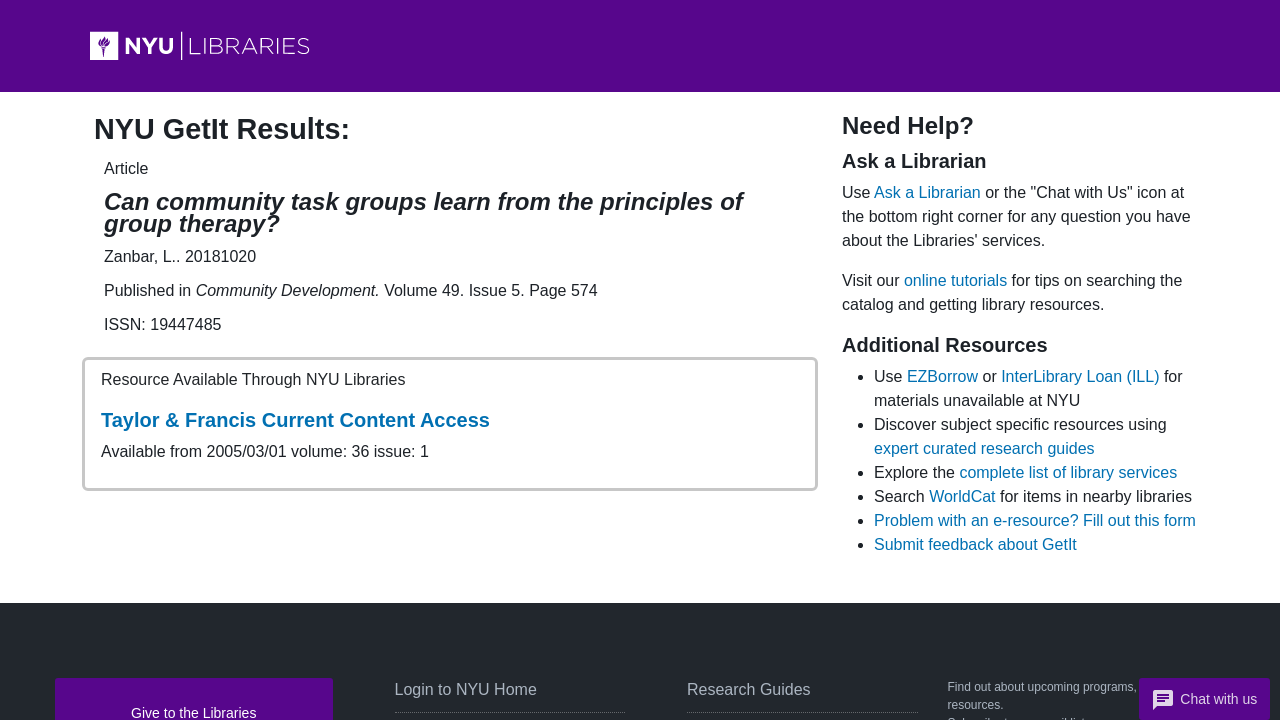 NYU LIBRARIES
NYU GetIt Results:
Article
Can community task groups learn from the principles of
group therapy?
Zanbar, L.. 20181020
Published in Community Development. Volume 49. Issue 5. Page 574
ISSN: 19447485
Resource Available Through NYU Libraries
Taylor & Francis Current Content Access
Available from 2005/03/01 volume: 36 issue: 1
Need Help?
Ask a Librarian
Use Ask a Librarian or the "Chat with Us" icon at
the bottom right corner for any question you have
about the Libraries' services.
Visit our online tutorials for tips on searching the
catalog and getting library resources.
Additional Resources
Use EZBorrow or InterLibrary Loan (ILL) for
materials unavailable at NYU
Discover subject specific resources using
expert curated research guides
Explore the complete list of library services
Search WorldCat for items in nearby libraries
Problem with an e-resource? Fill out this form
Submit feedback about GetIt
Give to the Libraries
Login to NYU Home
Research Guides
Find out about upcoming programs,
resources.
Chat with us